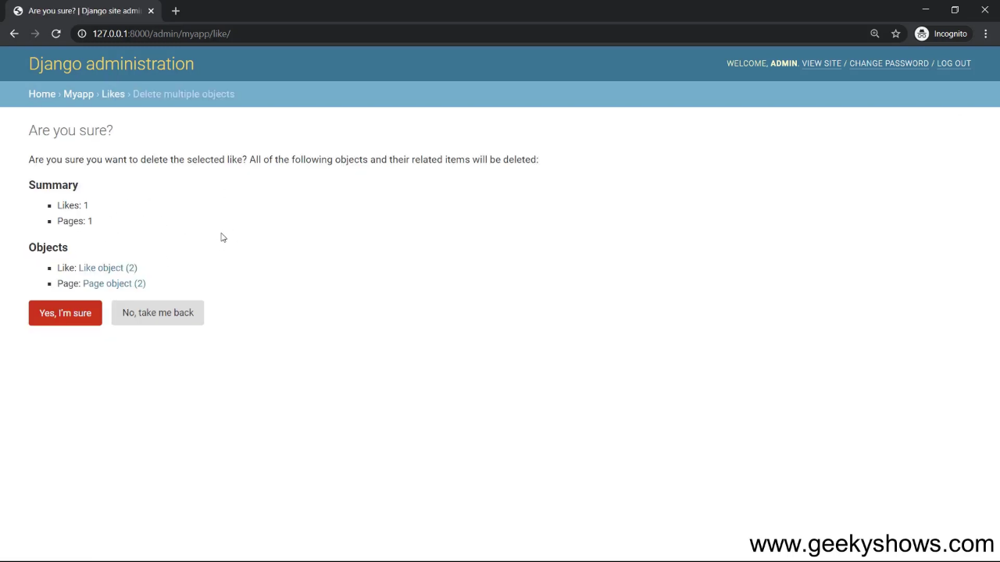 Are you sure? | Django site admi
127.0.0.1:8000/admin/myapp/like/
Incognito
Django administration
WELCOME, ADMIN. VIEW SITE / CHANGE PASSWORD / LOG OUT
Home › Myapp › Likes › Delete multiple objects
Are you sure?
Are you sure you want to delete the selected like? All of the following objects and their related items will be deleted:
Summary
Likes: 1
Pages: 1
Objects
Like: Like object (2)
Page: Page object (2)
Yes, I'm sure
No, take me back
www.geekyshows.com